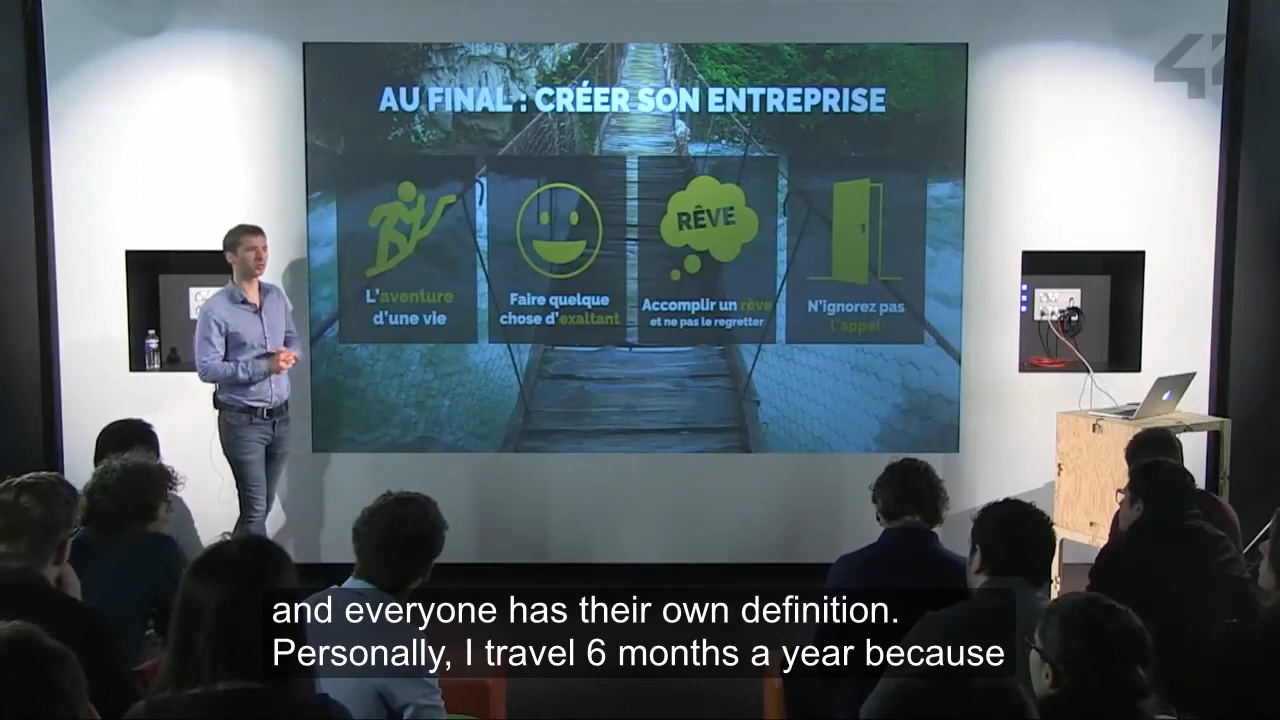 42
AU FINAL : CRÉER SON ENTREPRISE
RÊVE
L'aventure
d'une vie
Faire quelque
chose d'exaltant
Accomplir un rêve
et ne pas le regretter
N'ignorez pas
l'appel
and everyone has their own definition.
Personally, I travel 6 months a year because